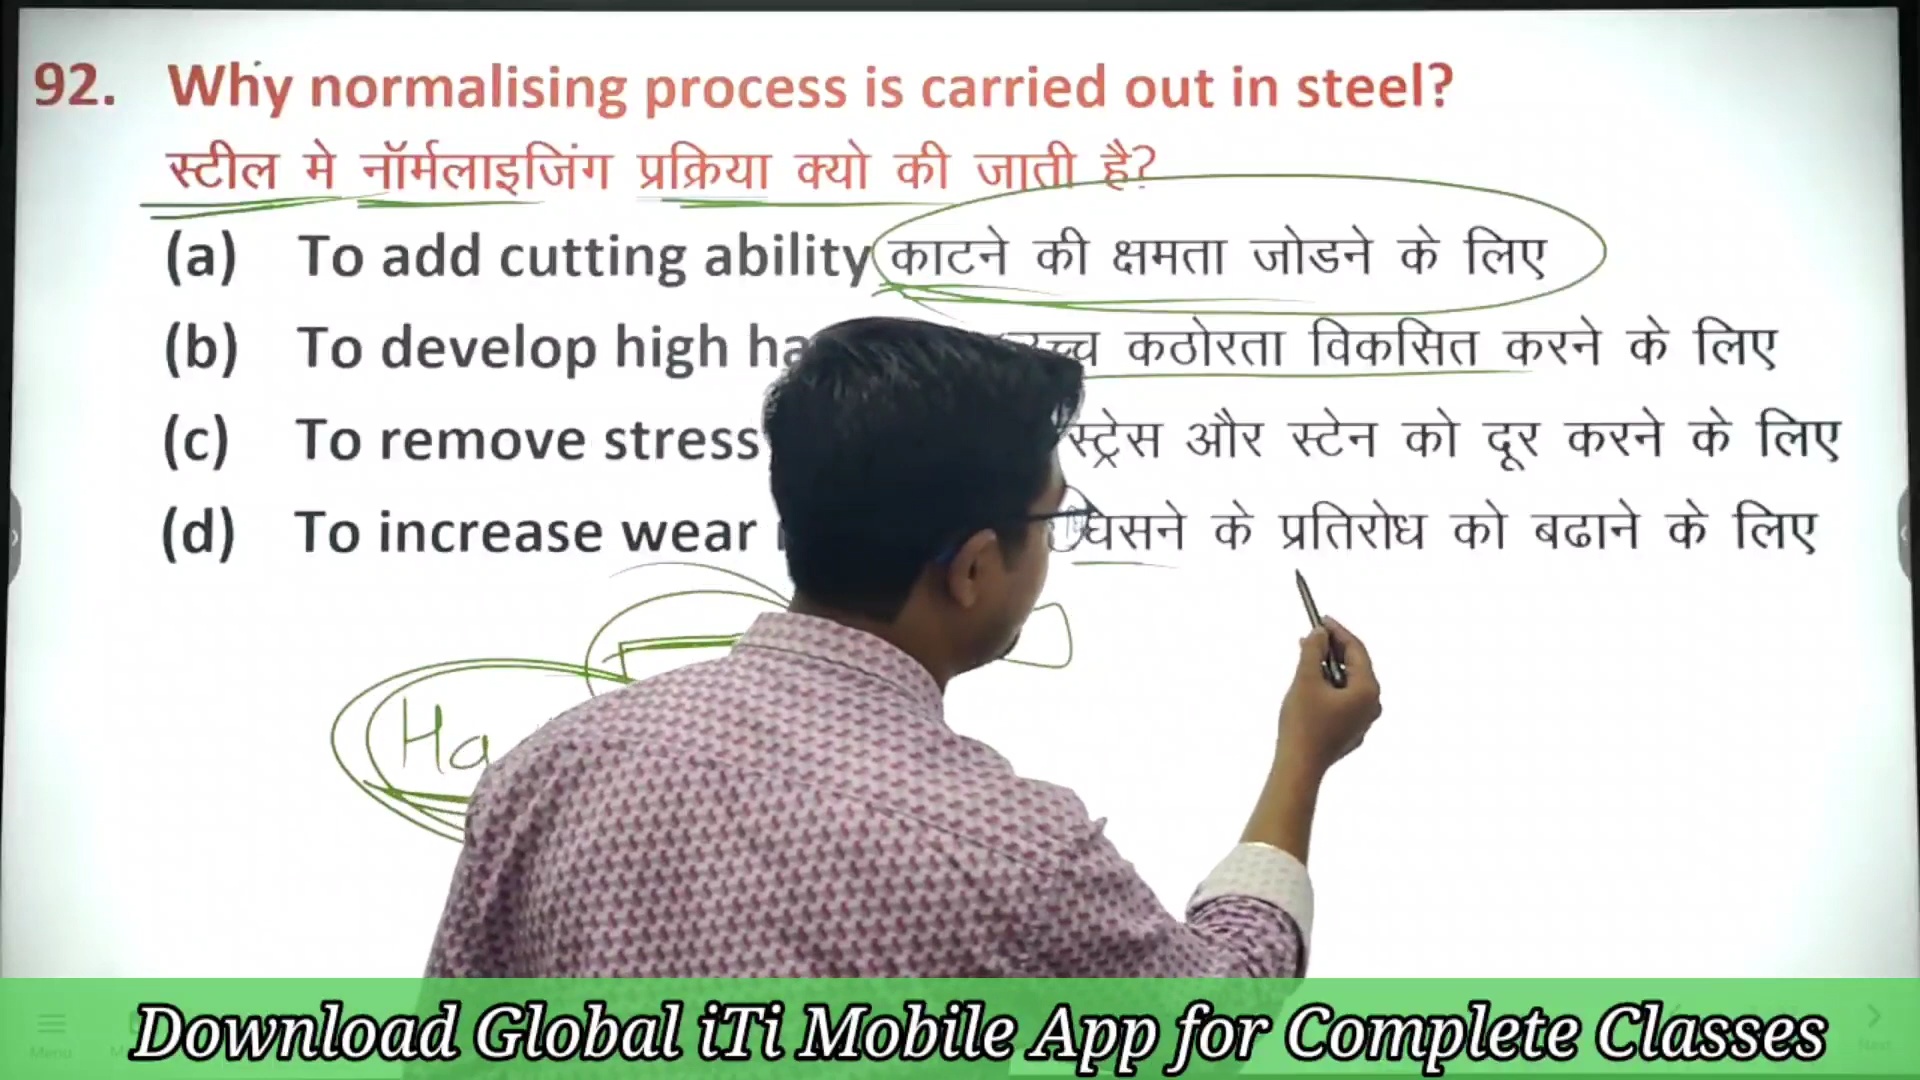 92. Why normalising process is carried out in steel?
स्टील मे नॉर्मलाइजिंग प्रक्रिया क्यो की जाती है?
(a) To add cutting ability काटने की क्षमता जोडने के लिए
(b) To develop high कठोरता विकसित करने के लिए
(c) To remove stress स्ट्रेस और स्टेन को दूर करने के लिए
(d) To increase wear घिसने के प्रतिरोध को बढाने के लिए
Ha
Download Global iTi Mobile App for Complete Classes
Menu